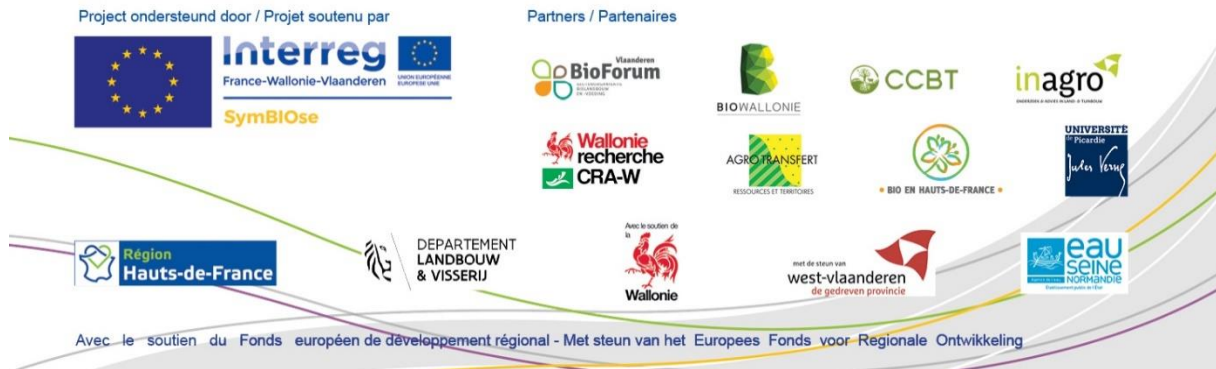 Project ondersteund door / Projet soutenu par
Partners / Partenaires
Interreg
France-Wallonie-Vlaanderen
UNION EUROPÉENNE
EUROPESE UNIE
SymBIOse
Vlaanderen
BioForum
BIOWALLONIE
CCBT
inagro
Wallonie
recherche
CRA-W
AGRO TRANSFERT
RESSOURCES ET TERRITOIRES
• BIO EN HAUTS-DE-FRANCE •
UNIVERSITÉ
de Picardie
Jules Verne
Région
Hauts-de-France
DEPARTEMENT
LANDBOUW
& VISSERIJ
Avec le soutien de
la
Wallonie
met de steun van
west-vlaanderen
de gedreven provincie
eau
SEINE
NORMANDIE
Avec le soutien du Fonds européen de développement régional - Met steun van het Europees Fonds voor Regionale Ontwikkeling